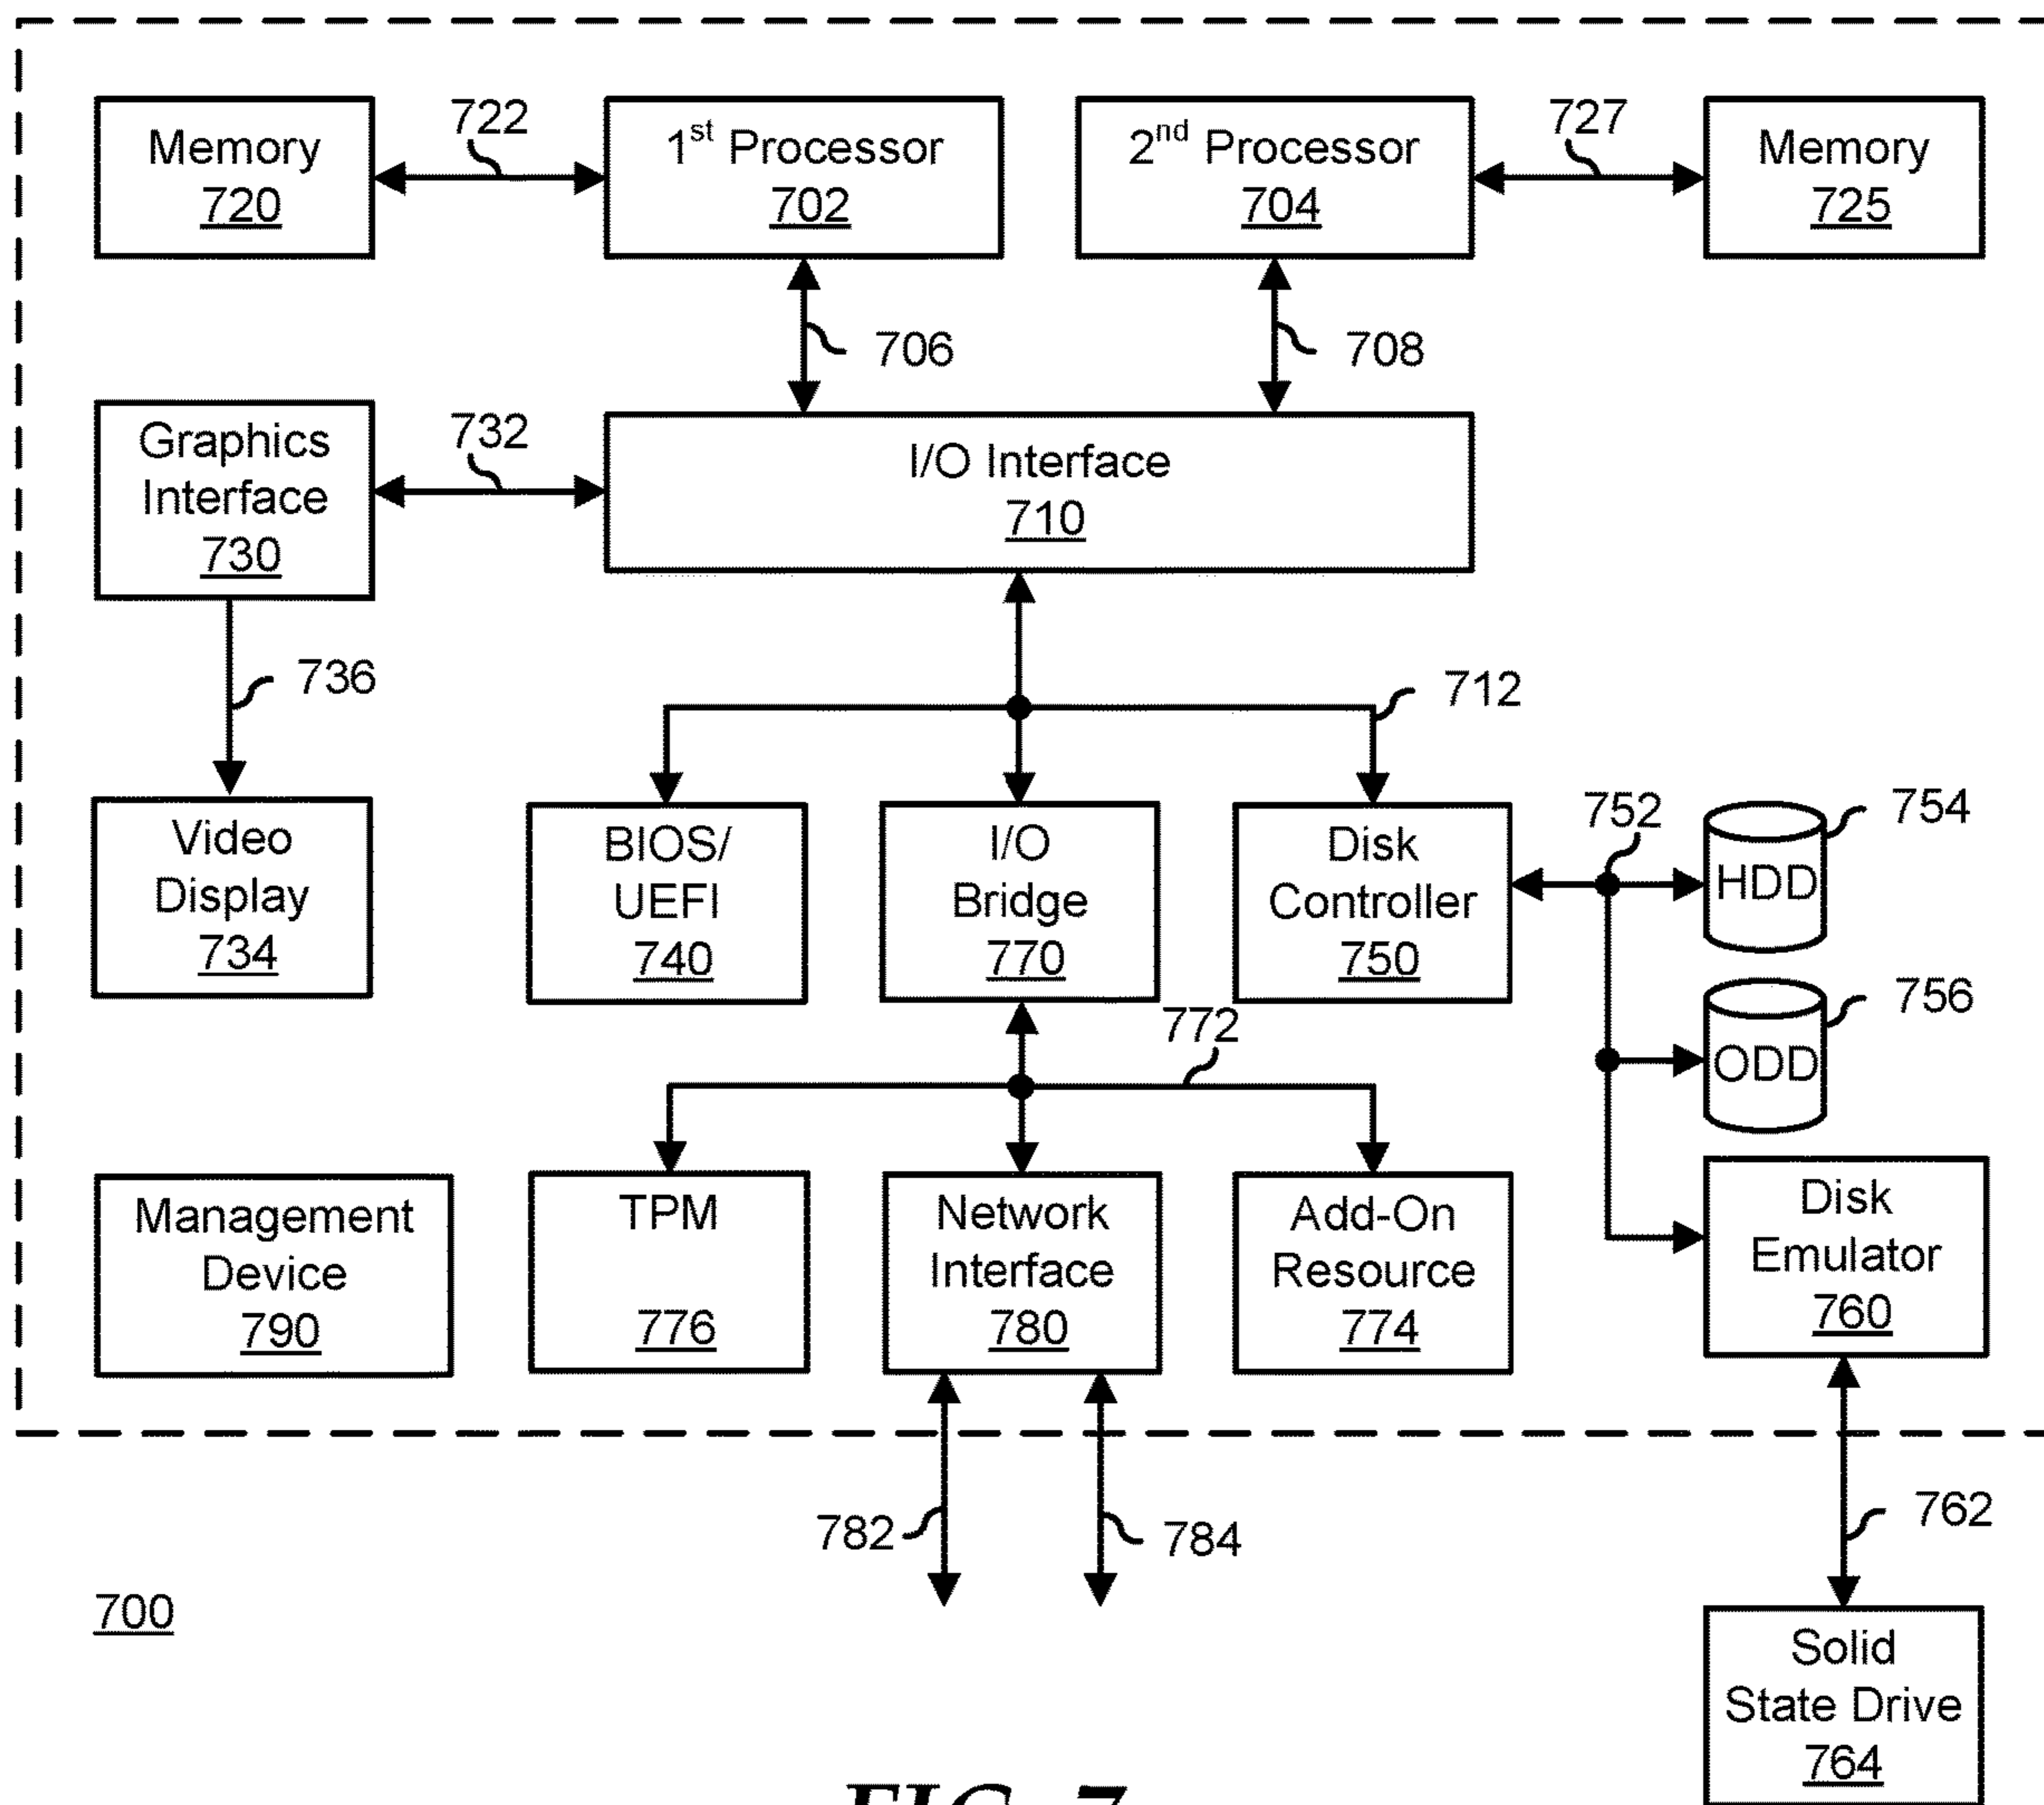 722
727
Memory
720
1st Processor
702
2nd Processor
704
Memory
725
706
708
Graphics
Interface
730
732
I/O Interface
710
736
712
Video
Display
734
BIOS/
UEFI
740
I/O
Bridge
770
Disk
Controller
750
752
754
HDD
756
ODD
772
Management
Device
790
TPM
776
Network
Interface
780
Add-On
Resource
774
Disk
Emulator
760
782
784
762
700
Solid
State Drive
764
FIG. 7